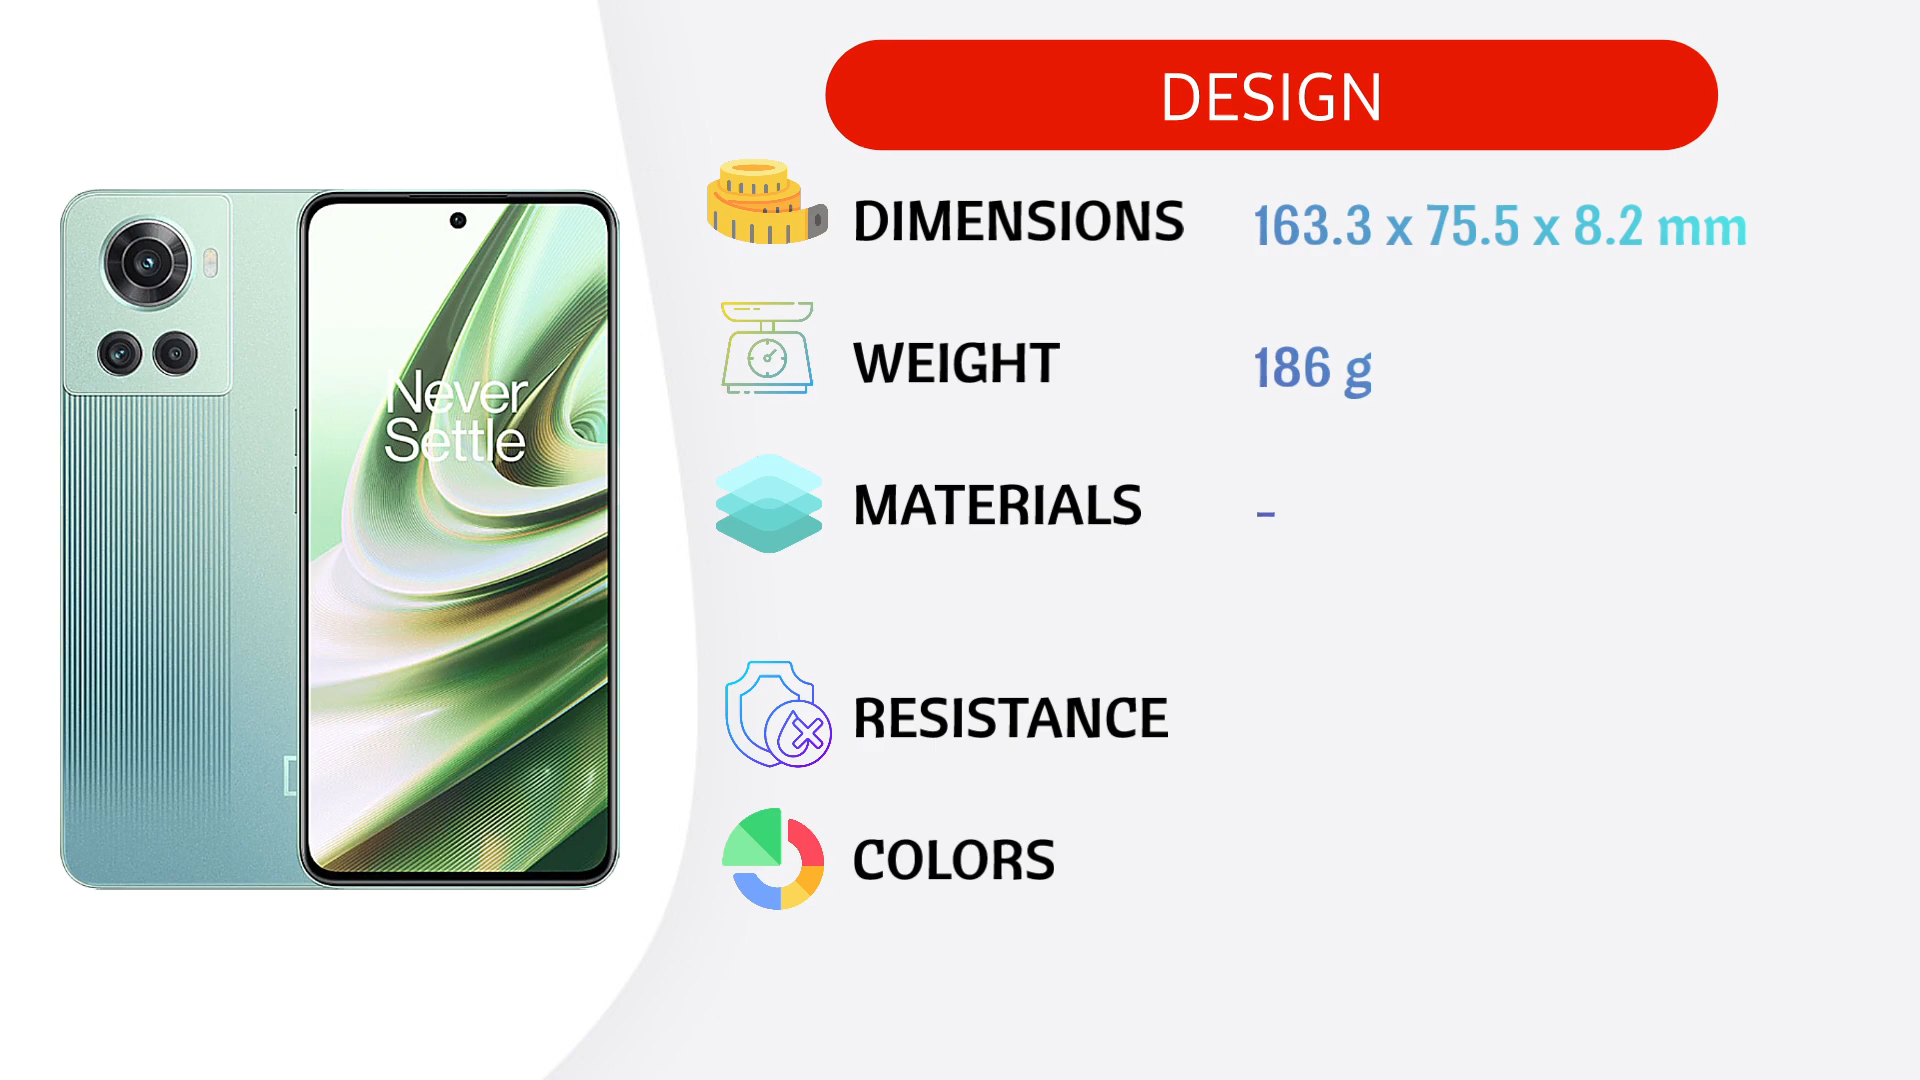 DESIGN
DIMENSIONS 163.3 x 75.5 x 8.2 mm
WEIGHT 186 g
MATERIALS -
RESISTANCE
COLORS
Never
Settle